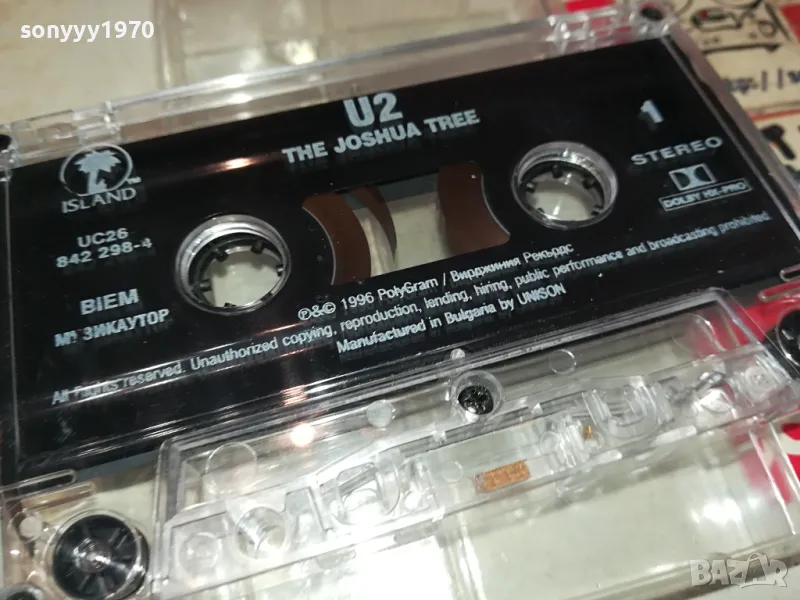 sonyyy1970
U2
THE JOSHUA TREE
1
STEREO
DOLBY HX-PRO
ISLAND
TM
UC26
842 298-4
BIEM
МУЗИКАУТОР
℗&© 1996 PolyGram / Вирджиния Рекърдс
All rights reserved. Unauthorized copying, reproduction, lending, hiring, public performance and broadcasting prohibited
Manufactured in Bulgaria by UNISON
BAZAR